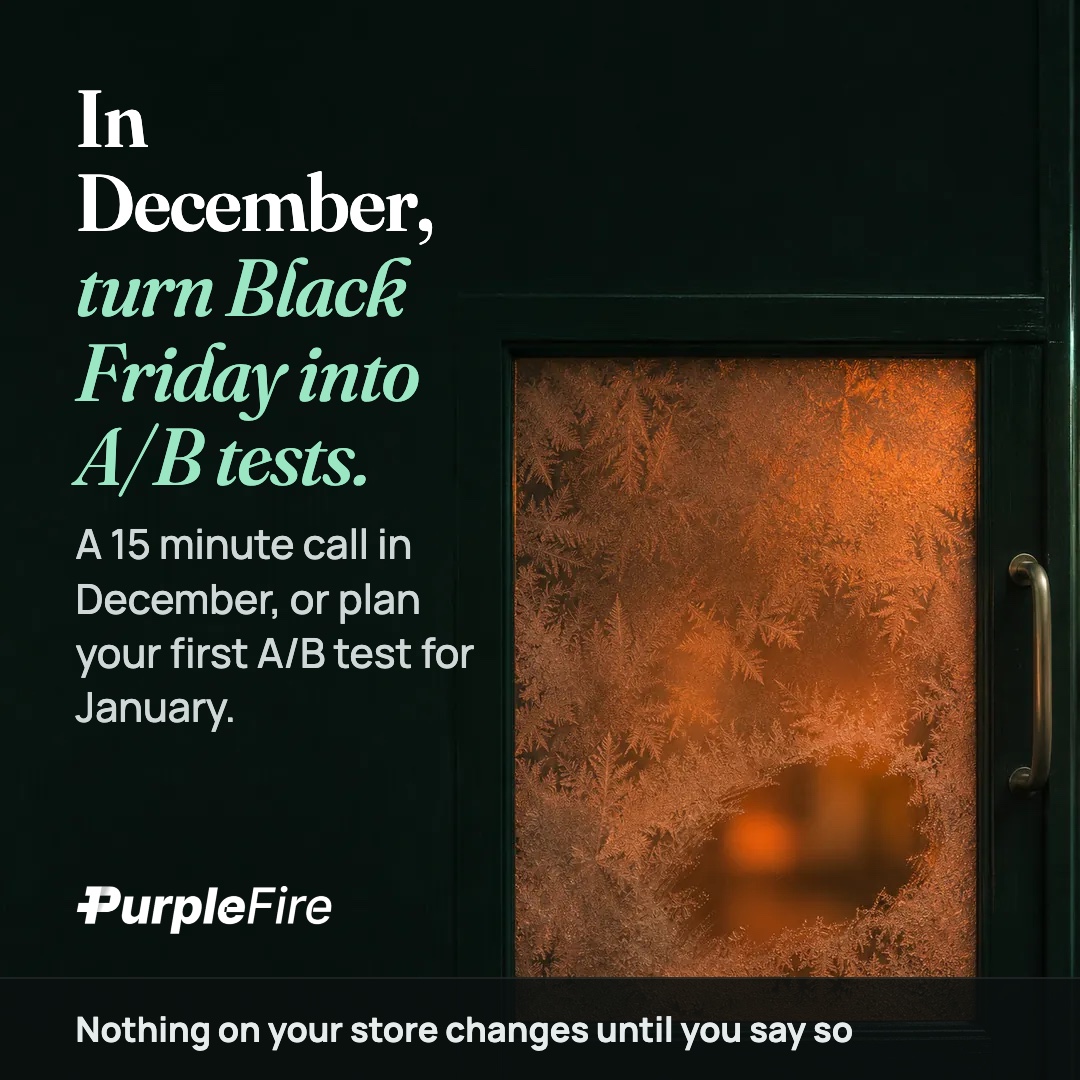 In
December,
turn Black
Friday into
A/B tests.
A 15 minute call in
December, or plan
your first A/B test for
January.
PurpleFire
Nothing on your store changes until you say so